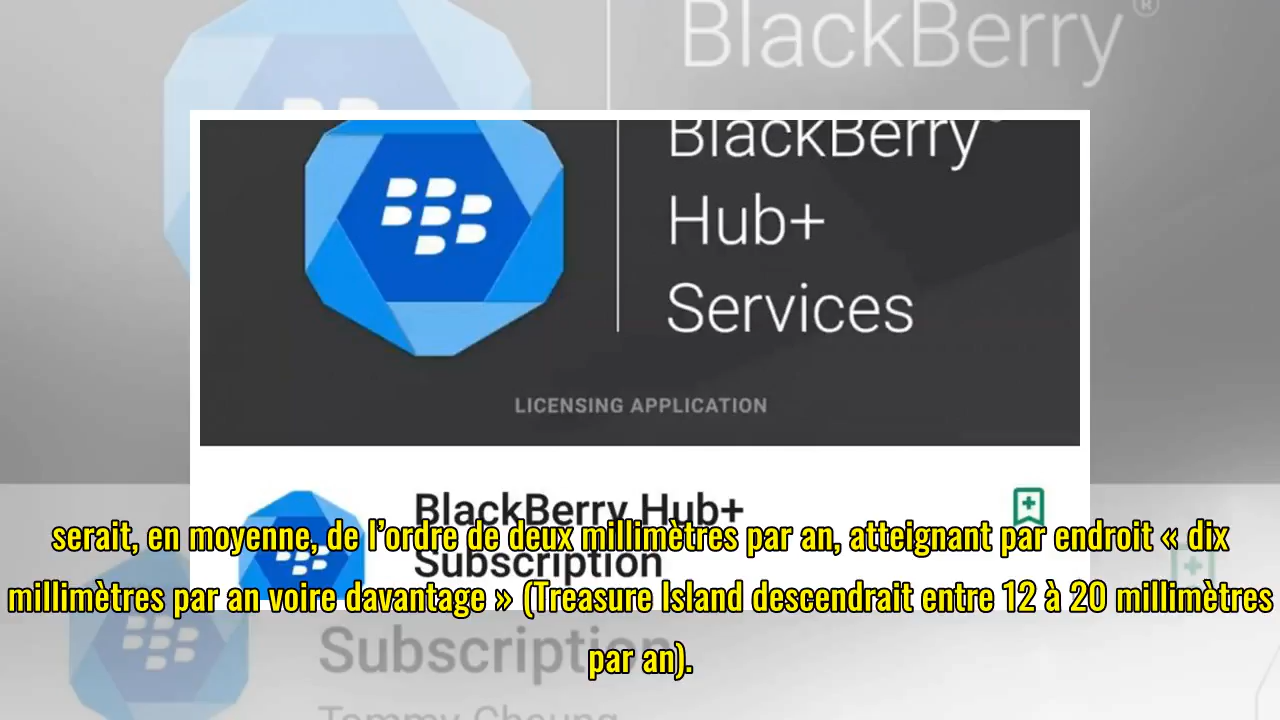 BlackBerry®
BlackBerry
Hub+
Services
LICENSING APPLICATION
BlackBerry Hub+
Subscription
serait, en moyenne, de l’ordre de deux millimètres par an, atteignant par endroit « dix
millimètres par an voire davantage » (Treasure Island descendrait entre 12 à 20 millimètres
par an).
Subscription
Tommy Cheung